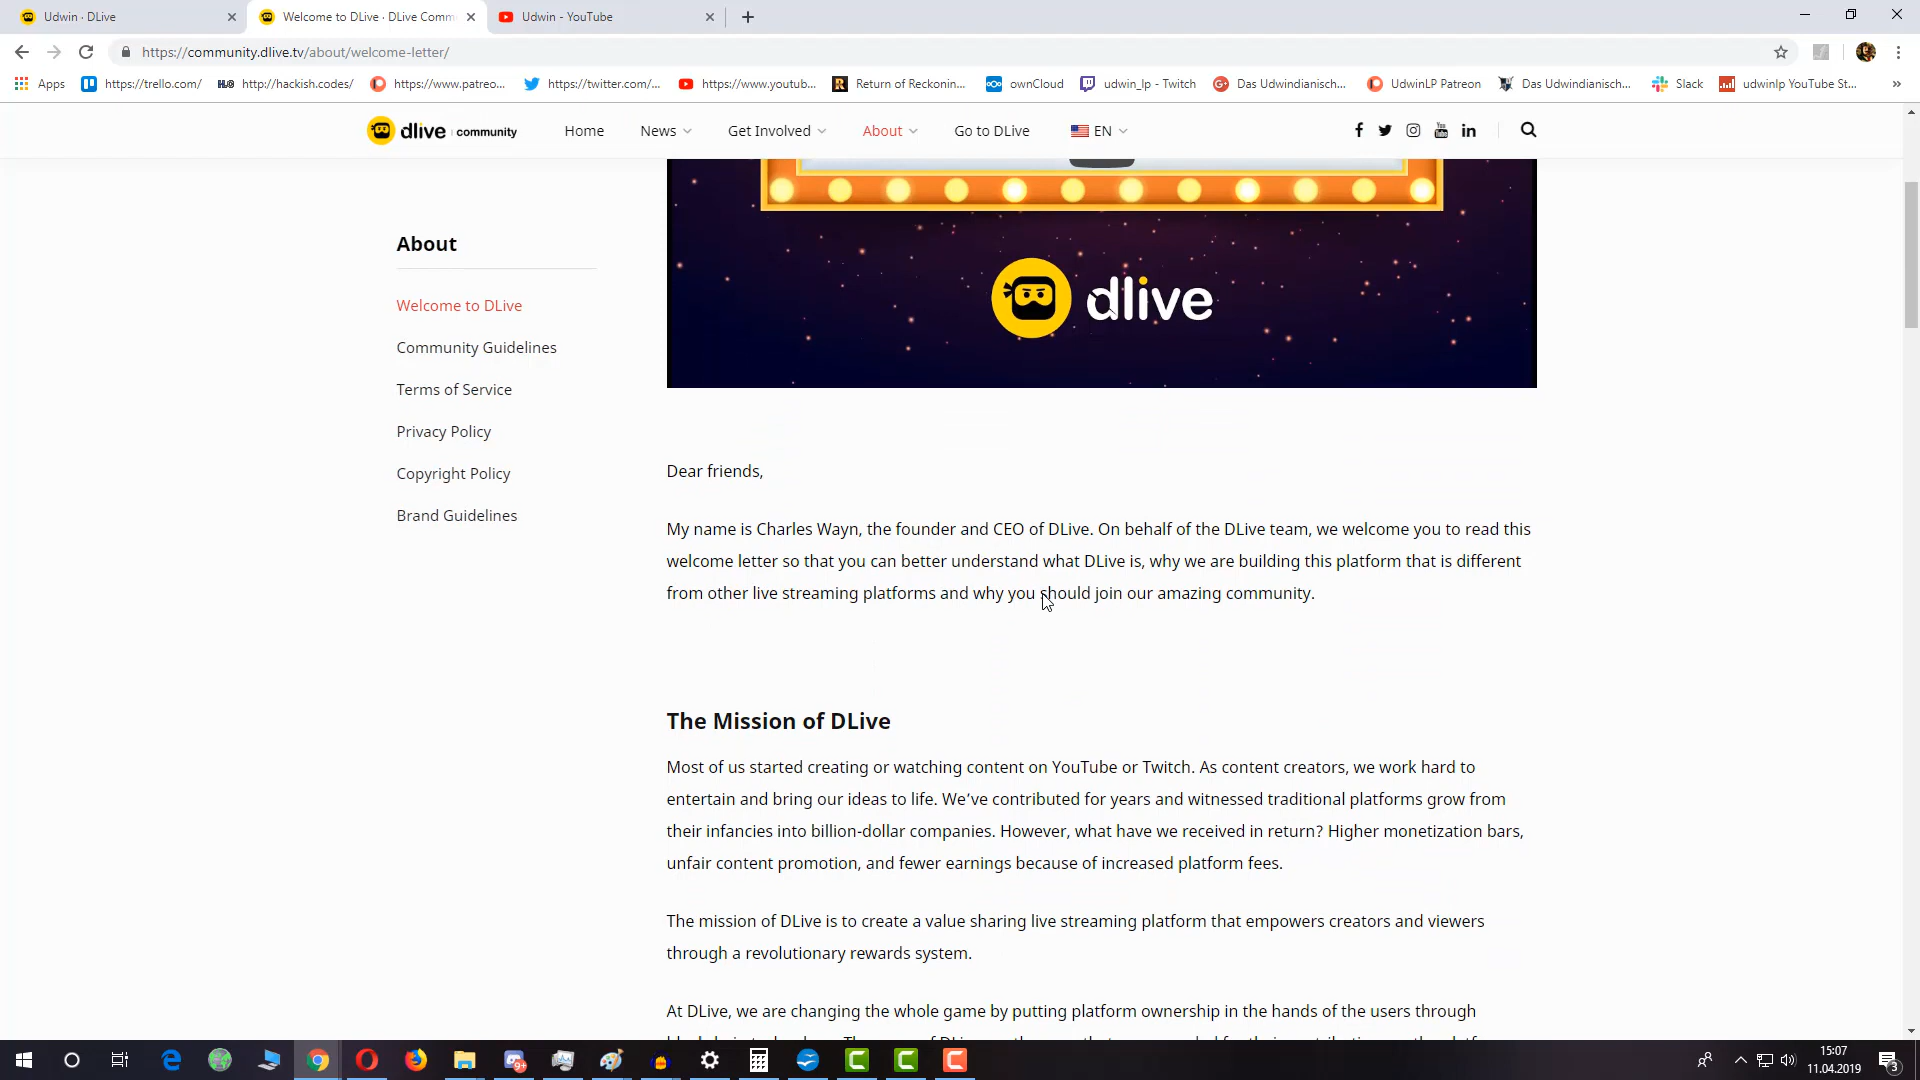 Udwin · DLive
Welcome to DLive · DLive Comm
Udwin - YouTube
https://community.dlive.tv/about/welcome-letter/
Apps
https://trello.com/
http://hackish.codes/
https://www.patreo...
https://twitter.com/...
https://www.youtub...
Return of Reckonin...
ownCloud
udwin_lp - Twitch
Das Udwindianisch...
UdwinLP Patreon
Das Udwindianisch...
Slack
udwinlp YouTube St...
»
dlive | community
Home
News
Get Involved
About
Go to DLive
EN
About
Welcome to DLive
Community Guidelines
Terms of Service
Privacy Policy
Copyright Policy
Brand Guidelines
dlive
Dear friends,
My name is Charles Wayn, the founder and CEO of DLive. On behalf of the DLive team, we welcome you to read this
welcome letter so that you can better understand what DLive is, why we are building this platform that is different
from other live streaming platforms and why you should join our amazing community.
The Mission of DLive
Most of us started creating or watching content on YouTube or Twitch. As content creators, we work hard to
entertain and bring our ideas to life. We’ve contributed for years and witnessed traditional platforms grow from
their infancies into billion-dollar companies. However, what have we received in return? Higher monetization bars,
unfair content promotion, and fewer earnings because of increased platform fees.
The mission of DLive is to create a value sharing live streaming platform that empowers creators and viewers
through a revolutionary rewards system.
At DLive, we are changing the whole game by putting platform ownership in the hands of the users through
15:07
11.04.2019
3